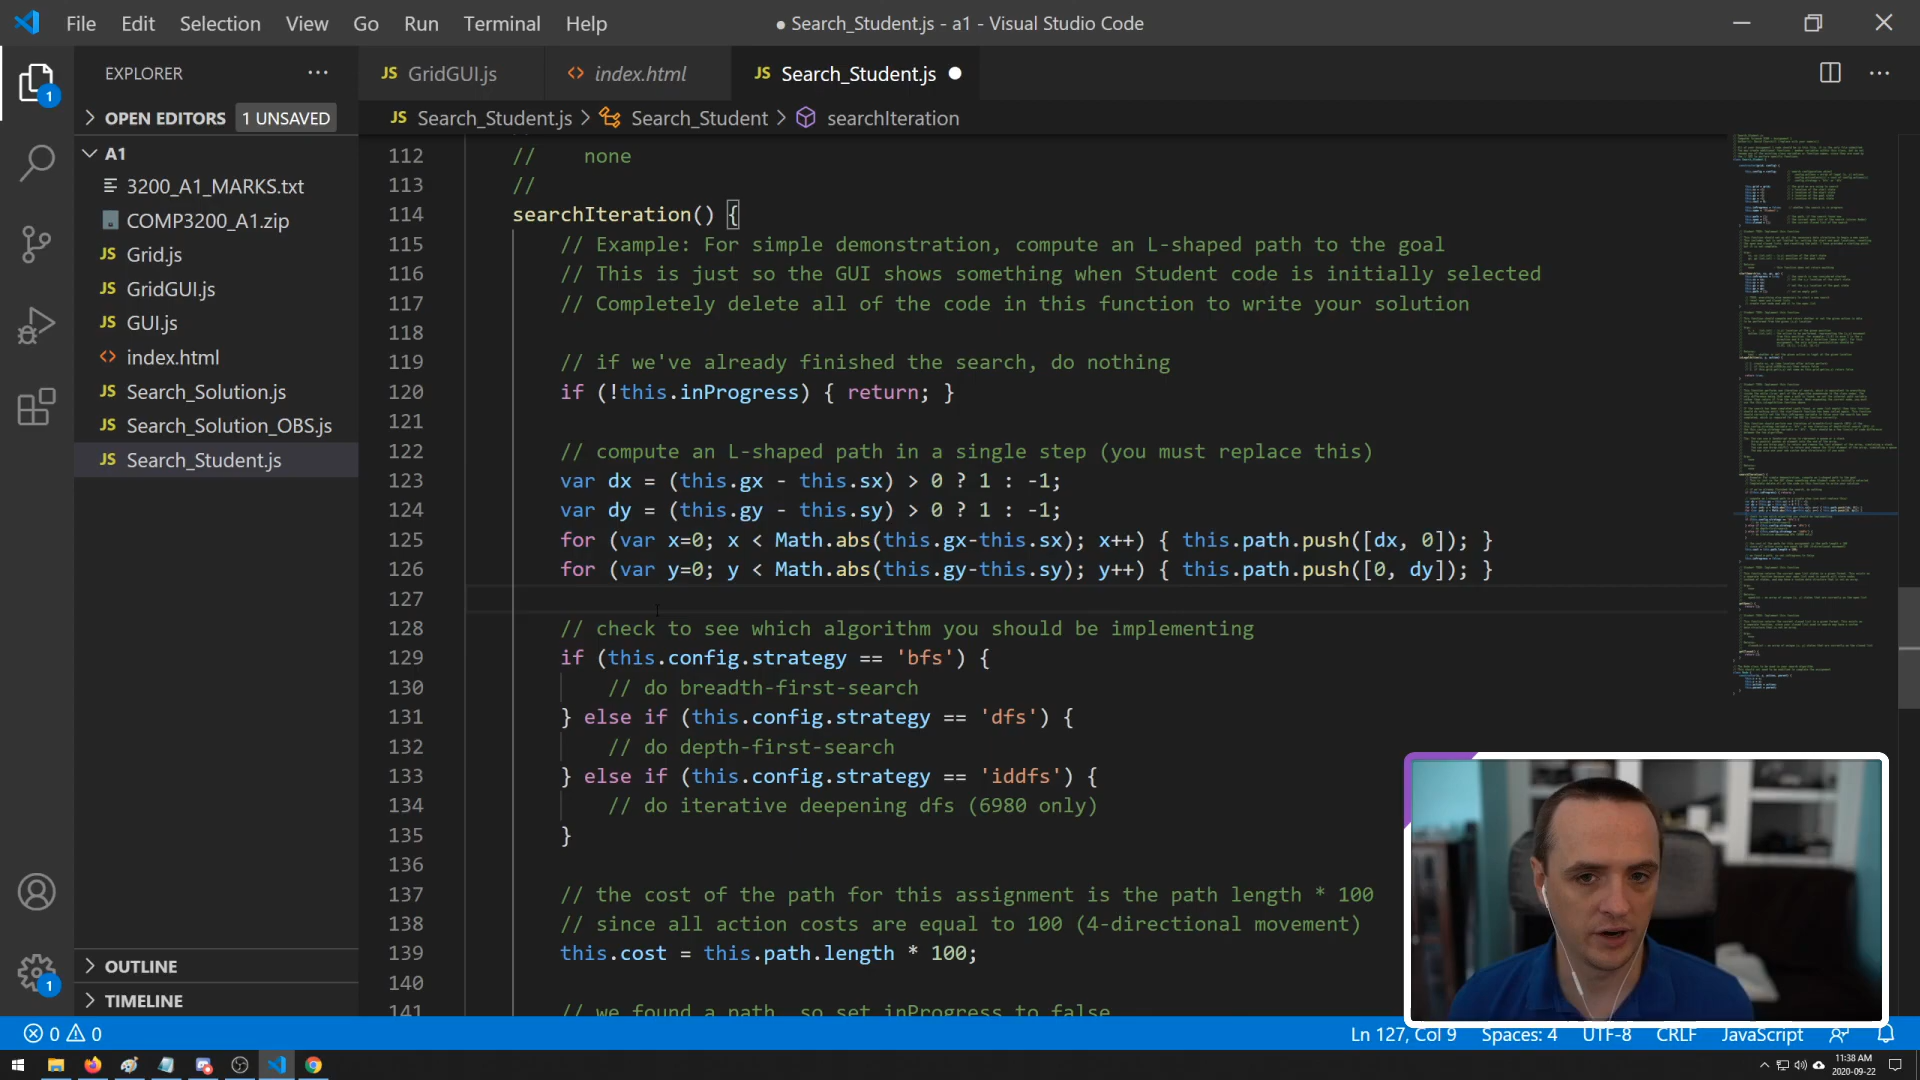 File Edit Selection View Go Run Terminal Help
● Search_Student.js - a1 - Visual Studio Code
EXPLORER
GridGUI.js
index.html
Search_Student.js
OPEN EDITORS 1 UNSAVED
Search_Student.js > Search_Student > searchIteration
A1
3200_A1_MARKS.txt
COMP3200_A1.zip
JS Grid.js
JS GridGUI.js
JS GUI.js
index.html
JS Search_Solution.js
JS Search_Solution_OBS.js
JS Search_Student.js
OUTLINE
TIMELINE
112 //     none
113 //
114 searchIteration() {
115 // Example: For simple demonstration, compute an L-shaped path to the goal
116 // This is just so the GUI shows something when Student code is initially selected
117 // Completely delete all of the code in this function to write your solution
118
119 // if we've already finished the search, do nothing
120 if (!this.inProgress) { return; }
121
122 // compute an L-shaped path in a single step (you must replace this)
123 var dx = (this.gx - this.sx) > 0 ? 1 : -1;
124 var dy = (this.gy - this.sy) > 0 ? 1 : -1;
125 for (var x=0; x < Math.abs(this.gx-this.sx); x++) { this.path.push([dx, 0]); }
126 for (var y=0; y < Math.abs(this.gy-this.sy); y++) { this.path.push([0, dy]); }
127
128 // check to see which algorithm you should be implementing
129 if (this.config.strategy == 'bfs') {
130 // do breadth-first-search
131 } else if (this.config.strategy == 'dfs') {
132 // do depth-first-search
133 } else if (this.config.strategy == 'iddfs') {
134 // do iterative deepening dfs (6980 only)
135 }
136
137 // the cost of the path for this assignment is the path length * 100
138 // since all action costs are equal to 100 (4-directional movement)
139 this.cost = this.path.length * 100;
140
141 // we found a path, so set inProgress to false
0 0
Ln 127, Col 9 Spaces: 4 UTF-8 CRLF JavaScript
11:38 AM
2020-09-22